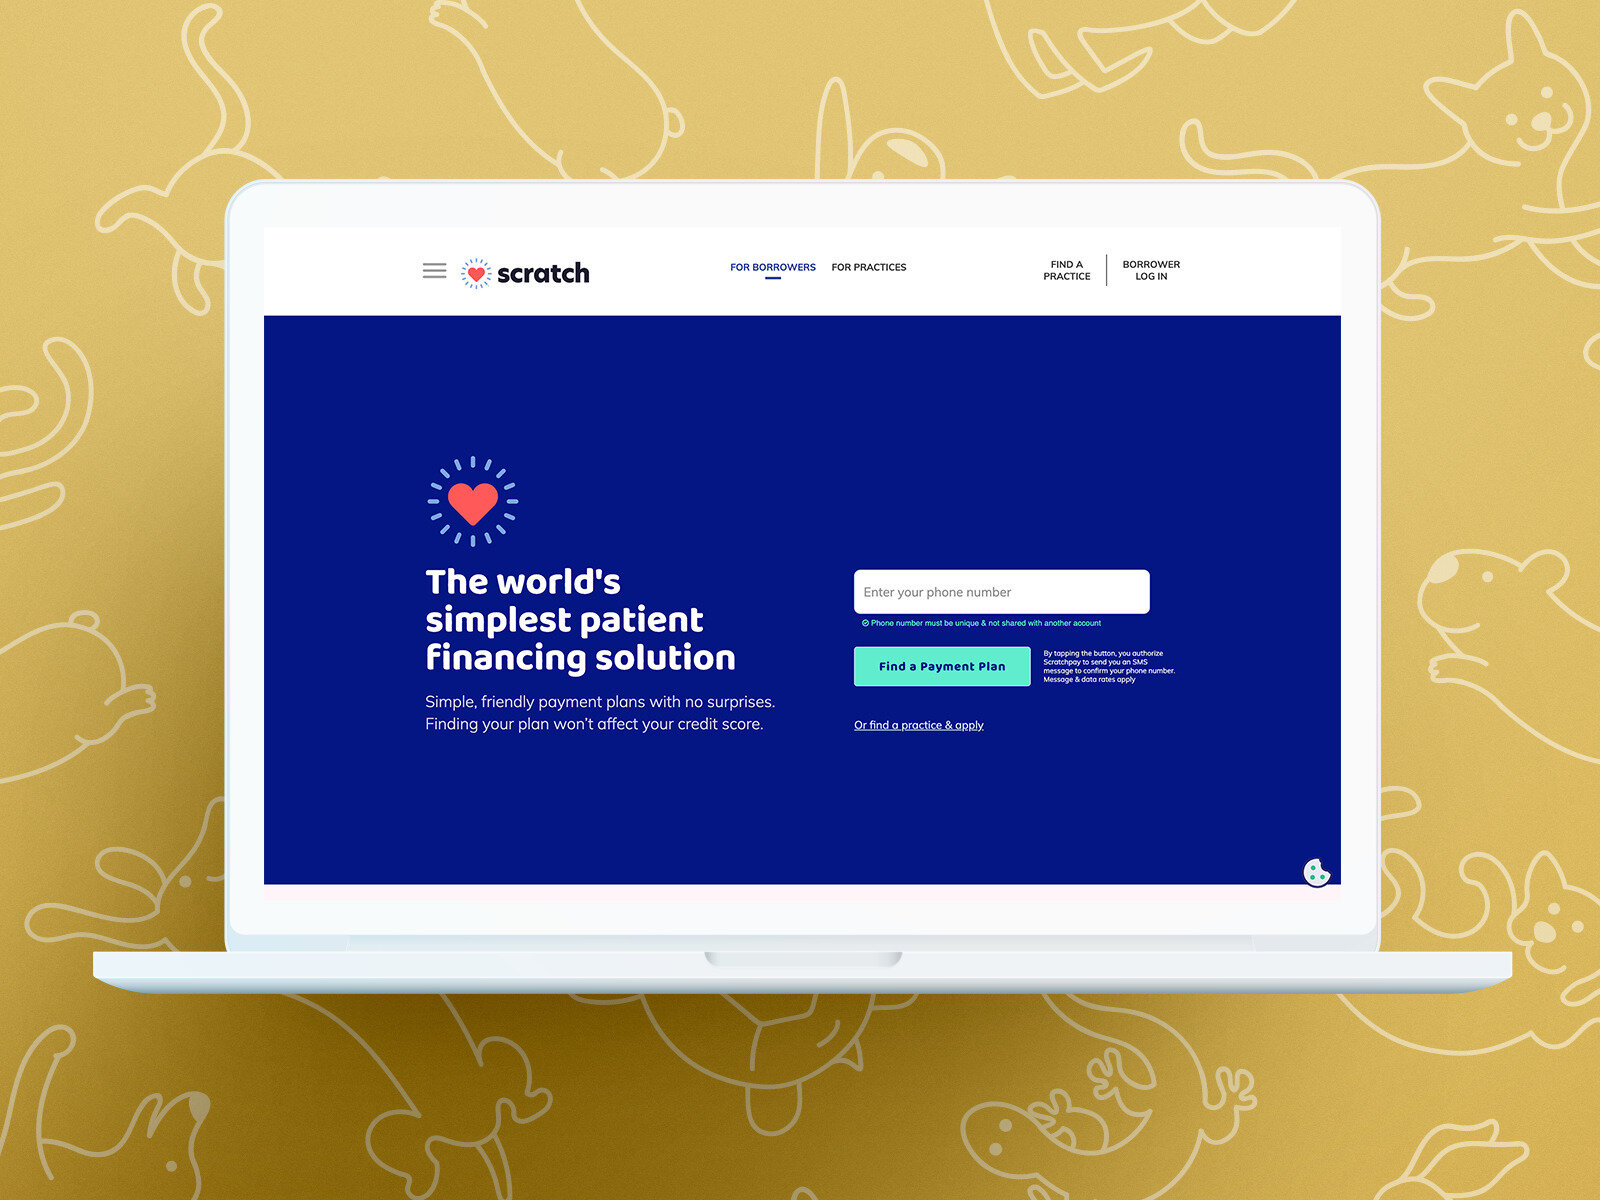 scratch
FOR BORROWERS
FOR PRACTICES
FIND A
PRACTICE
BORROWER
LOG IN
The world's
simplest patient
financing solution
Simple, friendly payment plans with no surprises.
Finding your plan won't affect your credit score.
Enter your phone number
Phone number must be unique & not shared with another account
Find a Payment Plan
By tapping the button, you authorize
Scratchpay to send you an SMS
message to confirm your phone number.
Message & data rates apply
Or find a practice & apply